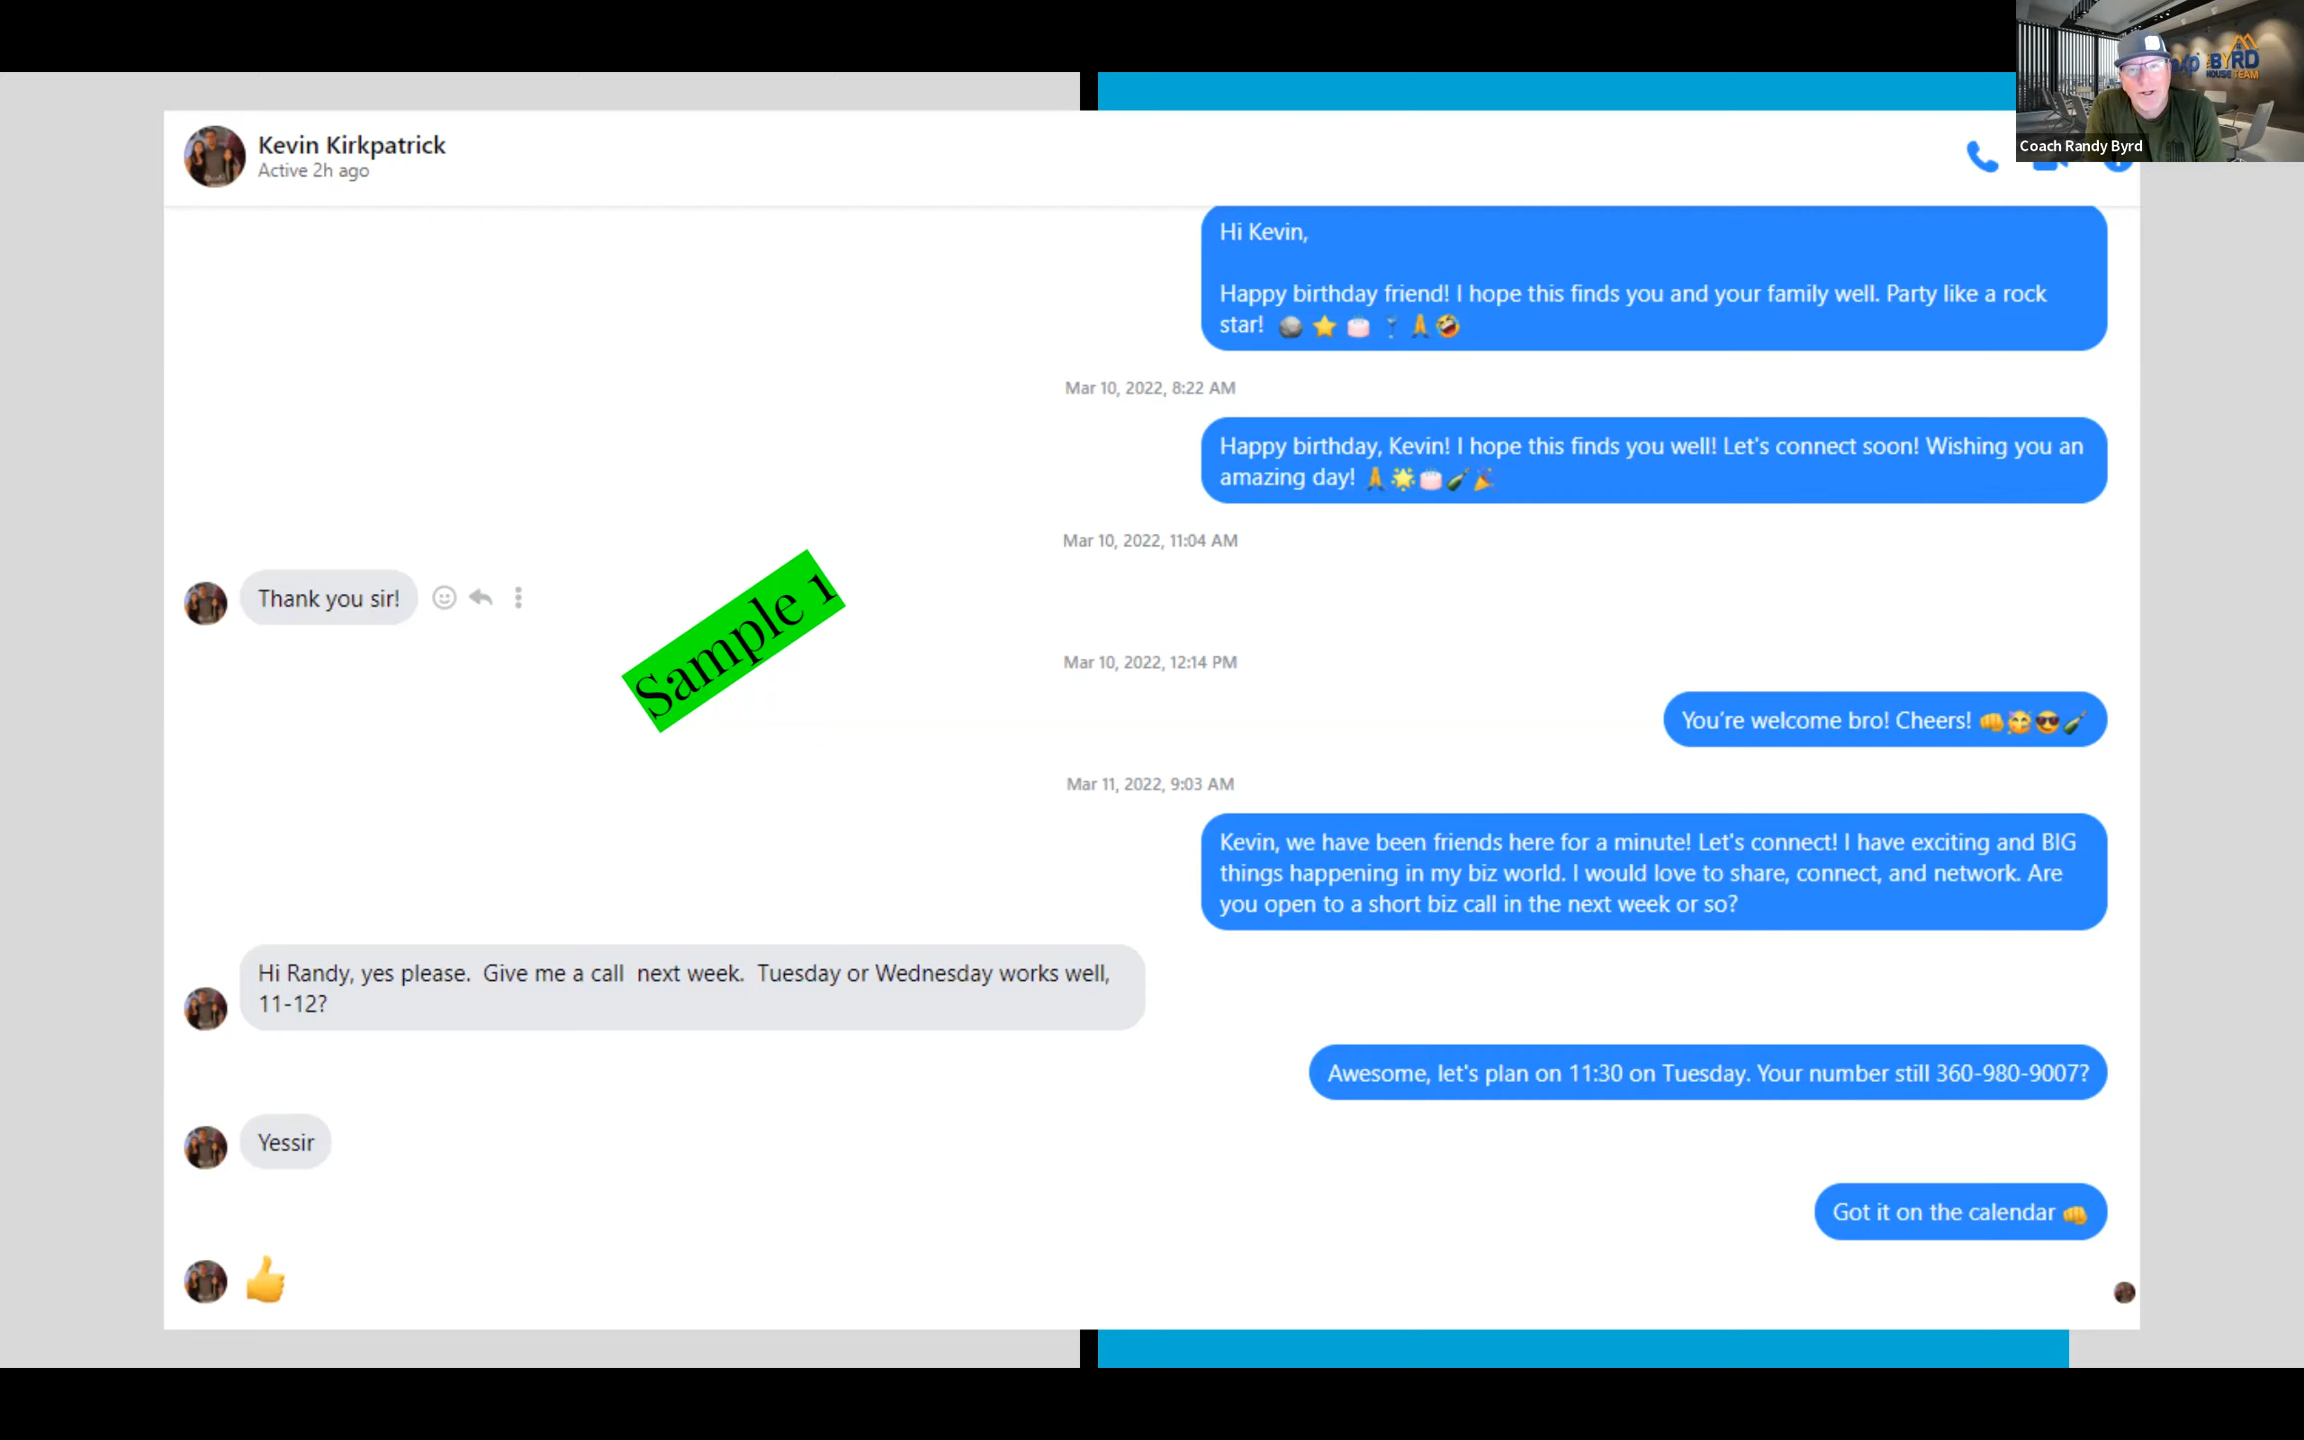 exp BYRD
HOUSE TEAM
Coach Randy Byrd
Kevin Kirkpatrick
Active 2h ago
Hi Kevin,
Happy birthday friend! I hope this finds you and your family well. Party like a rock
star! 🪨 ⭐ 🎂 🍸 🙏 🤣
Mar 10, 2022, 8:22 AM
Happy birthday, Kevin! I hope this finds you well! Let's connect soon! Wishing you an
amazing day! 🙏🌟🎂🍾🎉
Mar 10, 2022, 11:04 AM
Thank you sir!
Sample 1
Mar 10, 2022, 12:14 PM
You’re welcome bro! Cheers! 👊🥳😎🍾
Mar 11, 2022, 9:03 AM
Kevin, we have been friends here for a minute! Let's connect! I have exciting and BIG
things happening in my biz world. I would love to share, connect, and network. Are
you open to a short biz call in the next week or so?
Hi Randy, yes please.  Give me a call  next week.  Tuesday or Wednesday works well,
11-12?
Awesome, let's plan on 11:30 on Tuesday. Your number still 360-980-9007?
Yessir
Got it on the calendar 👊
👍